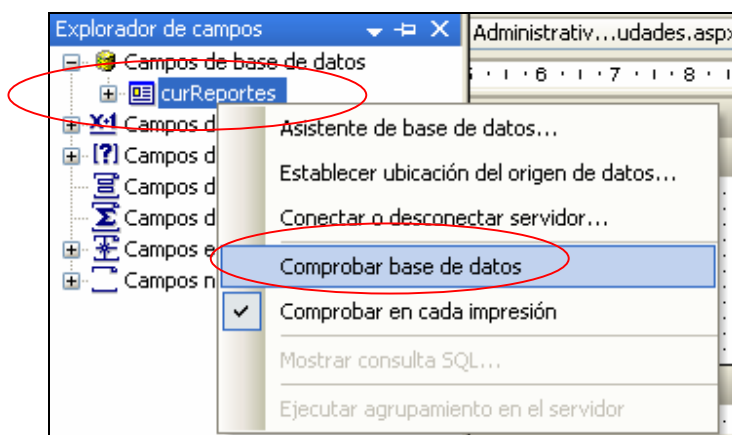 Explorador de campos
Administrativ...udades.aspx
Campos de base de datos
6 · 7 · 8
curReportes
Campos d
Campos d
Campos d
Campos d
Campos e
Campos n
Asistente de base de datos...
Establecer ubicación del origen de datos...
Conectar o desconectar servidor...
Comprobar base de datos
Comprobar en cada impresión
Mostrar consulta SQL...
Ejecutar agrupamiento en el servidor